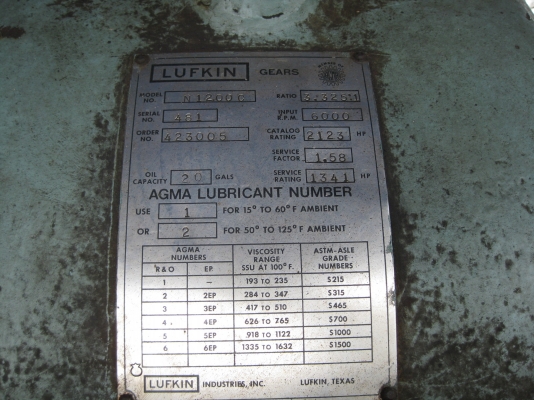 LUFKIN GEARS
MODEL NO. N1200C RATIO 3.325:1
SERIAL NO. 481 INPUT R.P.M. 6000
ORDER NO. 423005 CATALOG RATING 2123 HP
SERVICE FACTOR 1.58
OIL CAPACITY 20 GALS SERVICE RATING 1341 HP
AGMA LUBRICANT NUMBER
USE 1 FOR 15° TO 60° F AMBIENT
OR 2 FOR 50° TO 125° F AMBIENT
AGMA NUMBERS VISCOSITY RANGE SSU AT 100° F. ASTM-ASLE GRADE NUMBERS
R&O EP
1 – 193 TO 235 S215
2 2EP 284 TO 347 S315
3 3EP 417 TO 510 S465
4 4EP 626 TO 765 S700
5 5EP 918 TO 1122 S1000
6 6EP 1335 TO 1632 S1500
LUFKIN INDUSTRIES, INC. LUFKIN, TEXAS